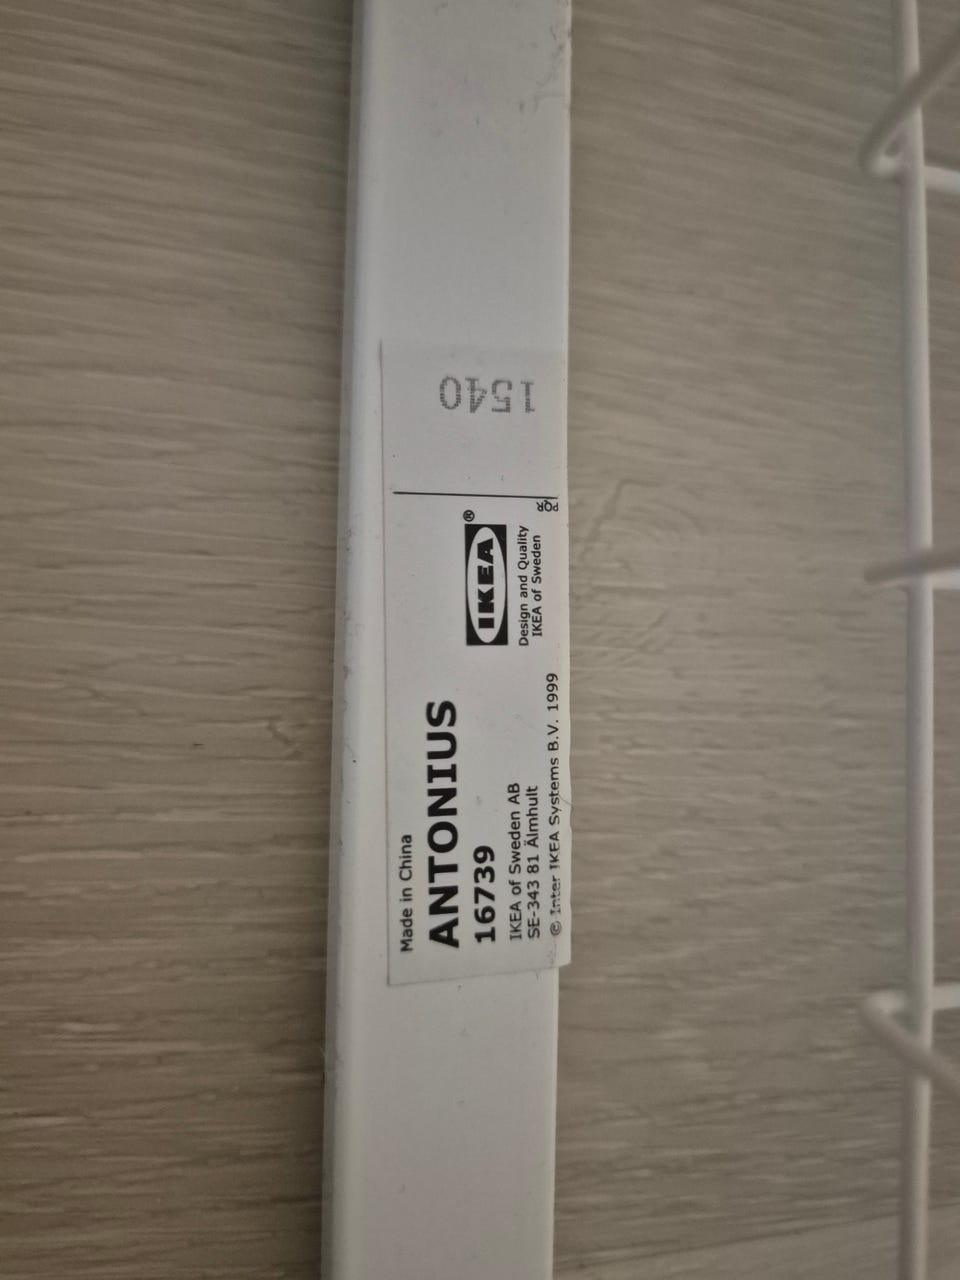 Made in China
ANTONIUS
16739
IKEA of Sweden AB
SE-343 81 Älmhult
© Inter IKEA Systems B.V. 1999
IKEA®
Design and Quality
IKEA of Sweden
PQR
1540